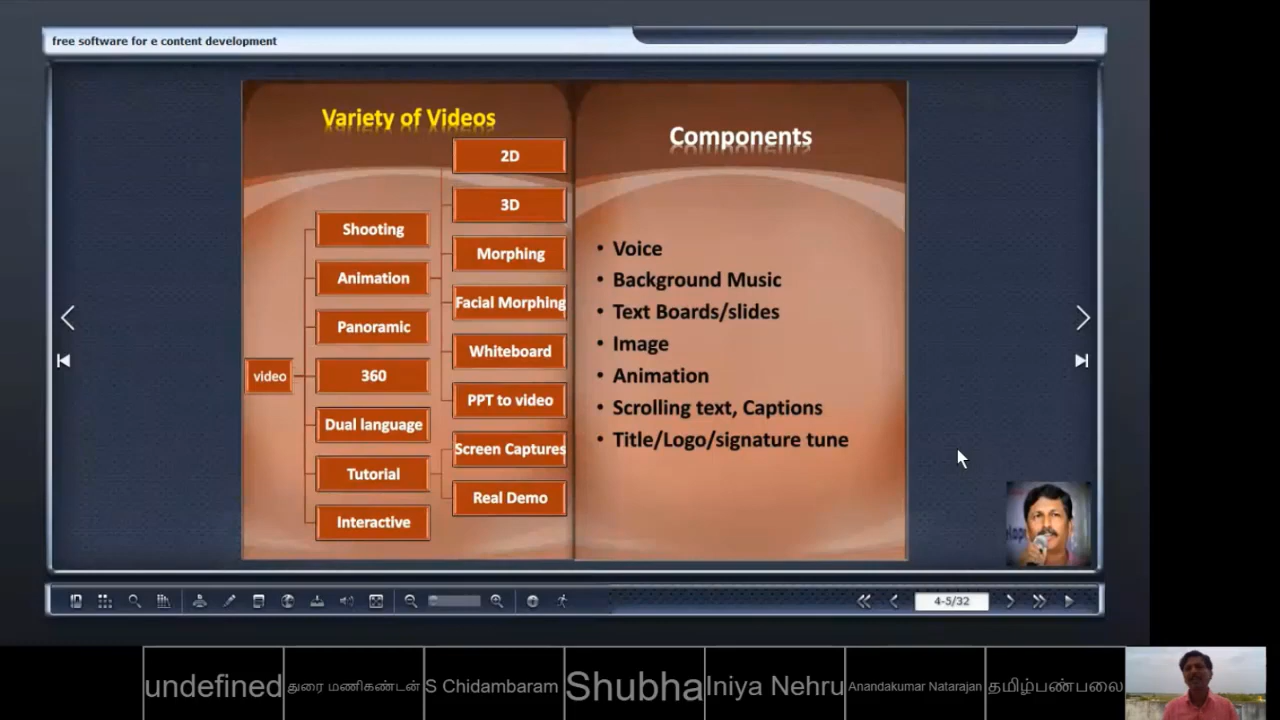 free software for e content development
Variety of Videos
video
Shooting
Animation
Panoramic
360
Dual language
Tutorial
Interactive
2D
3D
Morphing
Facial Morphing
Whiteboard
PPT to video
Screen Captures
Real Demo
Components
• Voice
• Background Music
• Text Boards/slides
• Image
• Animation
• Scrolling text, Captions
• Title/Logo/signature tune
4-5/32
undefined
துரை மணிகண்டன்
S Chidambaram
Shubha
Iniya Nehru
Anandakumar Natarajan
தமிழ்பண்பலை